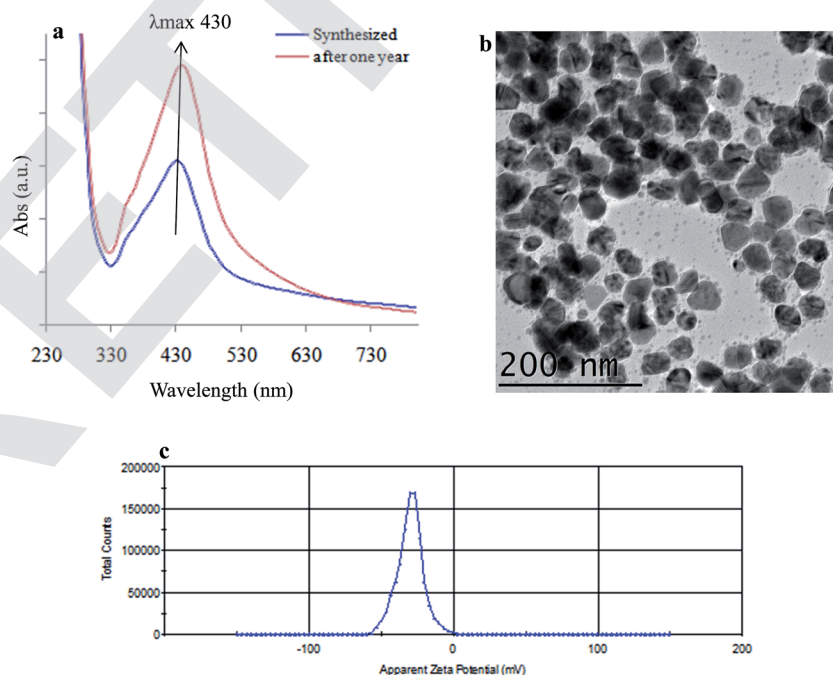 a
λmax 430
Synthesized
after one year
Abs (a.u.)
230 330 430 530 630 730
Wavelength (nm)
b
200 nm
c
200000
150000
100000
50000
0
Total Counts
-100 0 100 200
Apparent Zeta Potential (mV)